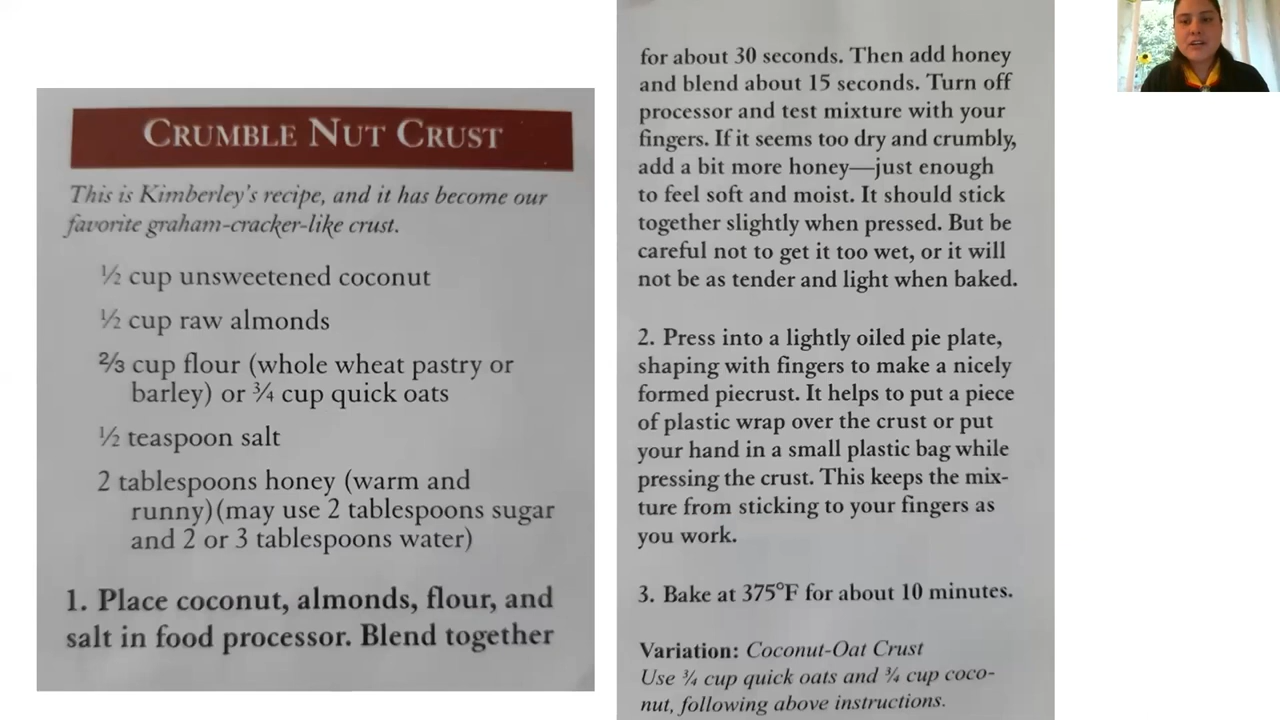 CRUMBLE NUT CRUST
This is Kimberley's recipe, and it has become our
favorite graham-cracker-like crust.
½ cup unsweetened coconut
½ cup raw almonds
⅔ cup flour (whole wheat pastry or
barley) or ¾ cup quick oats
½ teaspoon salt
2 tablespoons honey (warm and
runny)(may use 2 tablespoons sugar
and 2 or 3 tablespoons water)
1. Place coconut, almonds, flour, and
salt in food processor. Blend together
for about 30 seconds. Then add honey
and blend about 15 seconds. Turn off
processor and test mixture with your
fingers. If it seems too dry and crumbly,
add a bit more honey—just enough
to feel soft and moist. It should stick
together slightly when pressed. But be
careful not to get it too wet, or it will
not be as tender and light when baked.
2. Press into a lightly oiled pie plate,
shaping with fingers to make a nicely
formed piecrust. It helps to put a piece
of plastic wrap over the crust or put
your hand in a small plastic bag while
pressing the crust. This keeps the mix-
ture from sticking to your fingers as
you work.
3. Bake at 375°F for about 10 minutes.
Variation: Coconut-Oat Crust
Use ¾ cup quick oats and ¾ cup coco-
nut, following above instructions.